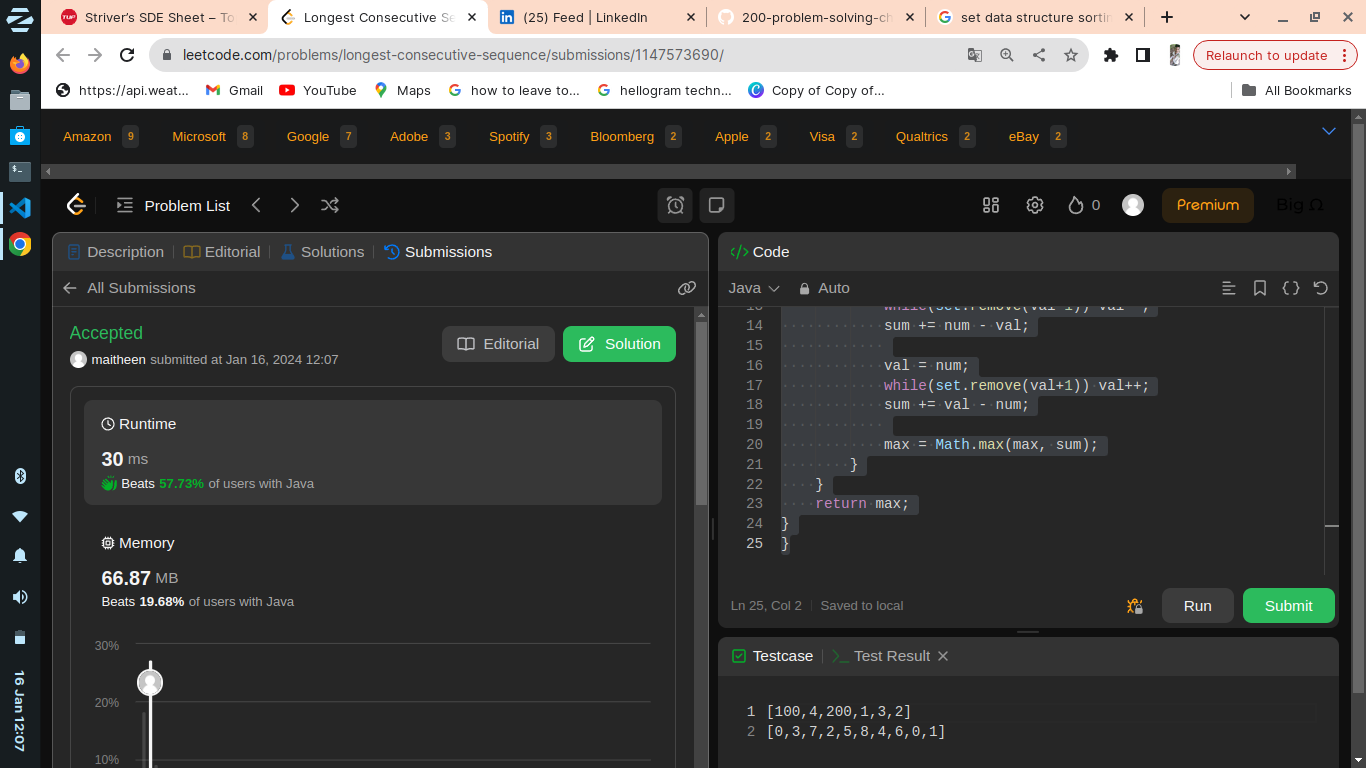 Striver's SDE Sheet – To
Longest Consecutive Se
(25) Feed | LinkedIn
200-problem-solving-ch
set data structure sortin
leetcode.com/problems/longest-consecutive-sequence/submissions/1147573690/
Relaunch to update
https://api.weat...
Gmail
YouTube
Maps
how to leave to...
hellogram techn...
Copy of Copy of...
All Bookmarks
Amazon 9 Microsoft 8 Google 7 Adobe 3 Spotify 3 Bloomberg 2 Apple 2 Visa 2 Qualtrics 2 eBay 2
Problem List
0
Premium
Big Ω
Description | Editorial | Solutions | Submissions
All Submissions
Accepted
maitheen submitted at Jan 16, 2024 12:07
Editorial
Solution
Runtime
30 ms
Beats 57.73% of users with Java
Memory
66.87 MB
Beats 19.68% of users with Java
30%
20%
10%
</> Code
Java
Auto
14 sum += num - val;
15
16 val = num;
17 while(set.remove(val+1)) val++;
18 sum += val - num;
19
20 max = Math.max(max, sum);
21 }
22 }
23 return max;
24 }
25 }
Ln 25, Col 2 | Saved to local
Run
Submit
Testcase | >_ Test Result
1 [100,4,200,1,3,2]
2 [0,3,7,2,5,8,4,6,0,1]
16 Jan 12:07